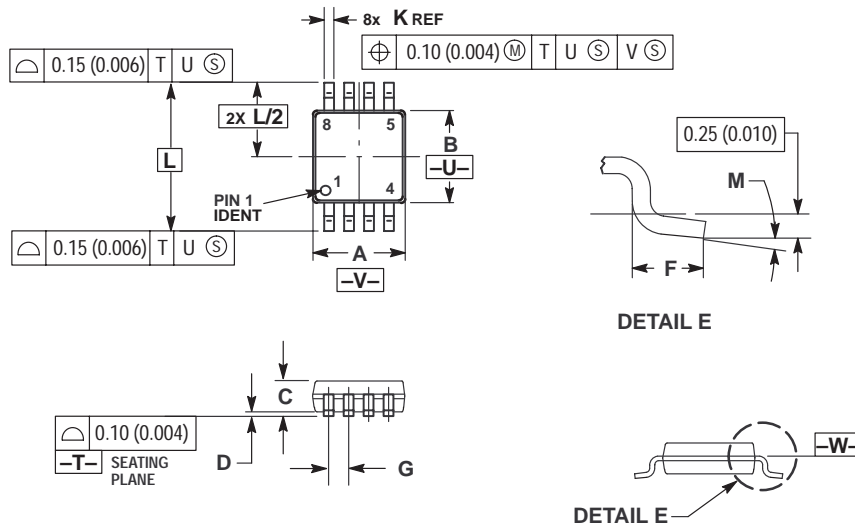 8x K REF
⌖ 0.10 (0.004) Ⓜ T U Ⓢ V Ⓢ
⌓ 0.15 (0.006) T U Ⓢ
2X L/2
L
8 5
B
–U–
1 4
PIN 1
IDENT
⌓ 0.15 (0.006) T U Ⓢ
A
–V–
0.25 (0.010)
M
F
DETAIL E
C
⌓ 0.10 (0.004)
–T– SEATING
PLANE
D
G
–W–
DETAIL E